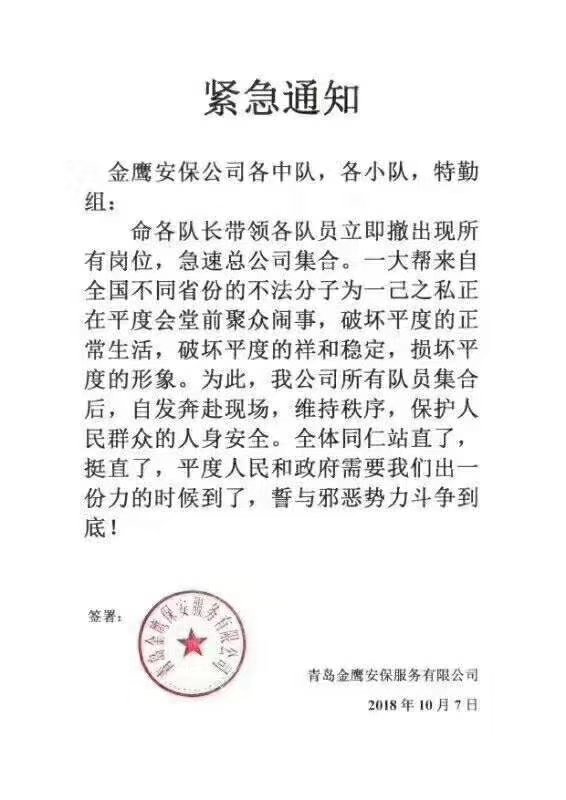 紧急通知
金鹰安保公司各中队，各小队，特勤
组：
命各队长带领各队员立即撤出现所
有岗位，急速总公司集合。一大帮来自
全国不同省份的不法分子为一己之私正
在平度会堂前聚众闹事，破坏平度的正
常生活，破坏平度的祥和稳定，损坏平
度的形象。为此，我公司所有队员集合
后，自发奔赴现场，维持秩序，保护人
民群众的人身安全。全体同仁站直了，
挺直了，平度人民和政府需要我们出一
份力的时候到了，誓与邪恶势力斗争到
底！
签署：
青岛金鹰保安服务有限公司
青岛金鹰安保服务有限公司
2018 年 10 月 7 日